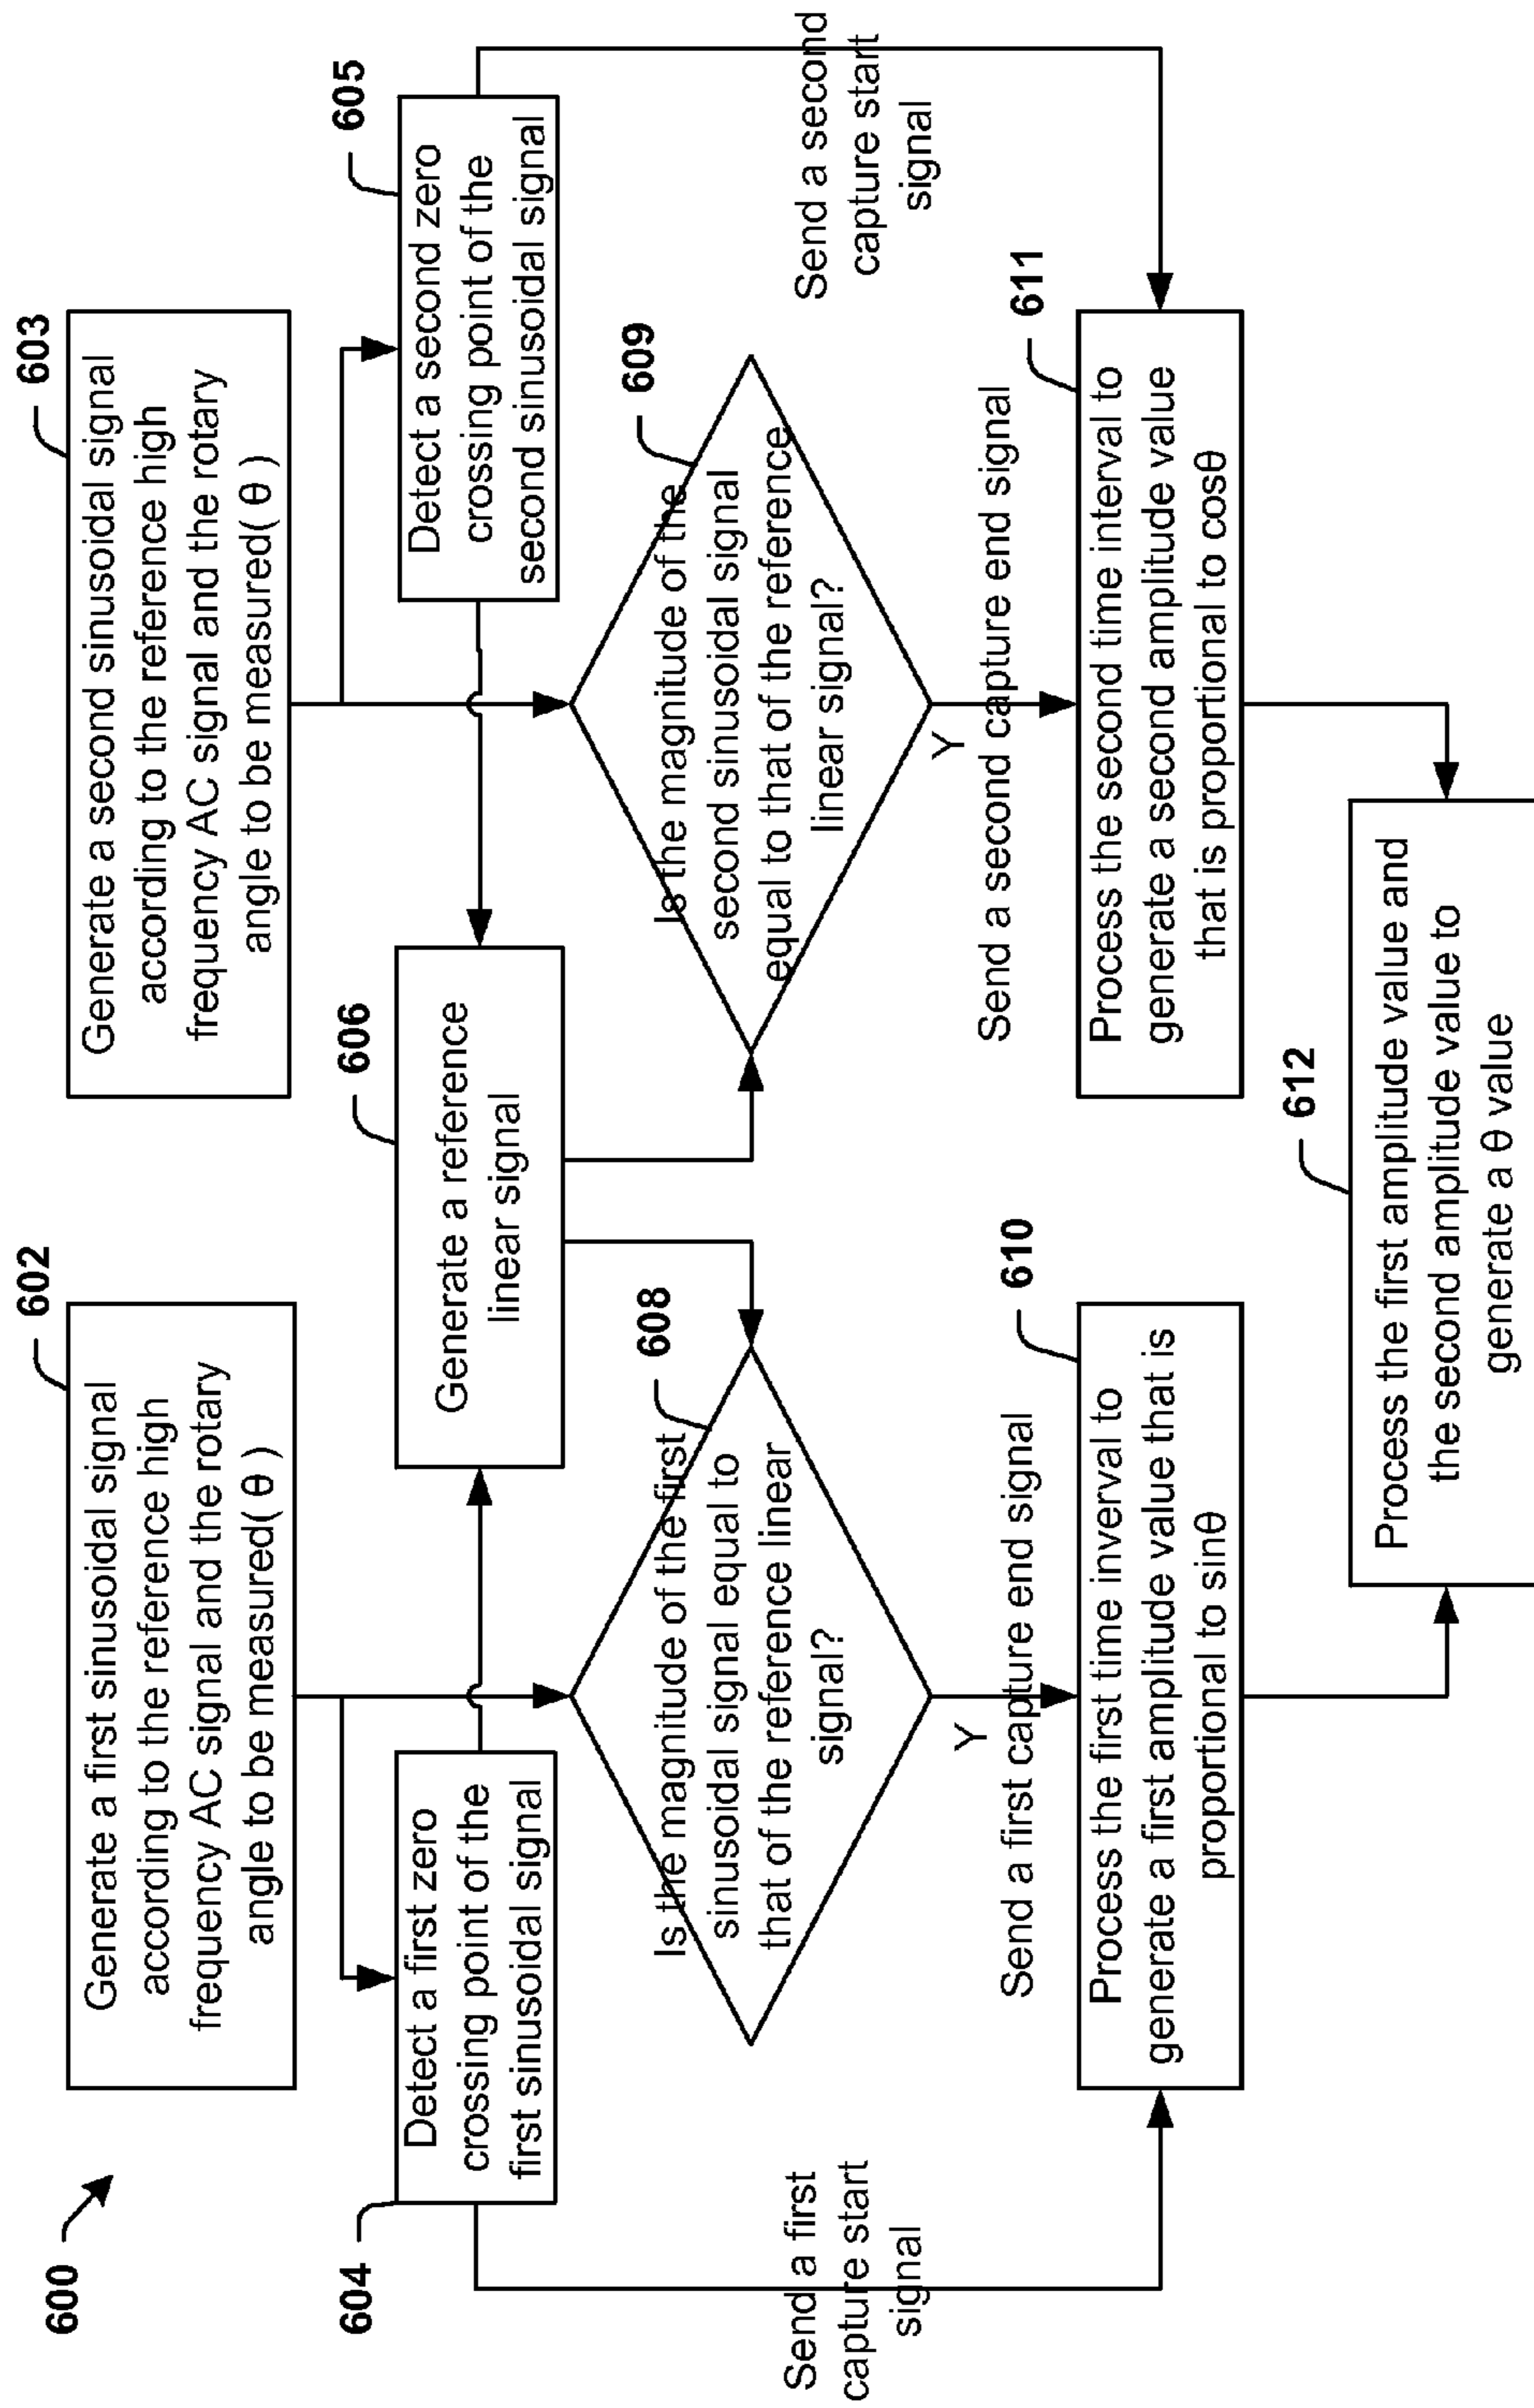 600
602
Generate a first sinusoidal signal
according to the reference high
frequency AC signal and the rotary
angle to be measured( θ )
603
Generate a second sinusoidal signal
according to the reference high
frequency AC signal and the rotary
angle to be measured( θ )
604
Detect a first zero
crossing point of the
first sinusoidal signal
606
Generate a reference
linear signal
605
Detect a second zero
crossing point of the
second sinusoidal signal
608
Is the magnitude of the first
sinusoidal signal equal to
that of the reference linear
signal?
609
Is the magnitude of the
second sinusoidal signal
equal to that of the reference
linear signal?
Send a first
capture start
signal
Send a second
capture start
signal
Y
Send a first capture end signal
Y
Send a second capture end signal
610
Process the first time inverval to
generate a first amplitude value that is
proportional to sinθ
611
Process the second time interval to
generate a second amplitude value
that is proportional to cosθ
612
Process the first amplitude value and
the second amplitude value to
generate a θ value